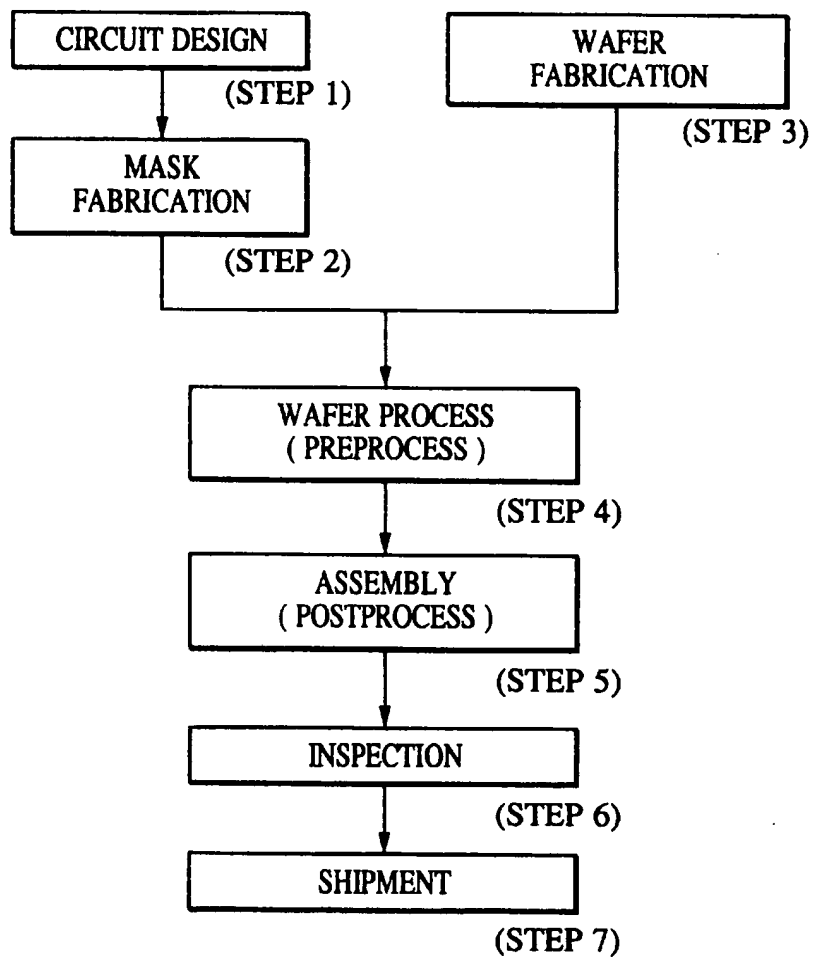 CIRCUIT DESIGN
(STEP 1)
MASK
FABRICATION
(STEP 2)
WAFER
FABRICATION
(STEP 3)
WAFER PROCESS
( PREPROCESS )
(STEP 4)
ASSEMBLY
( POSTPROCESS )
(STEP 5)
INSPECTION
(STEP 6)
SHIPMENT
(STEP 7)